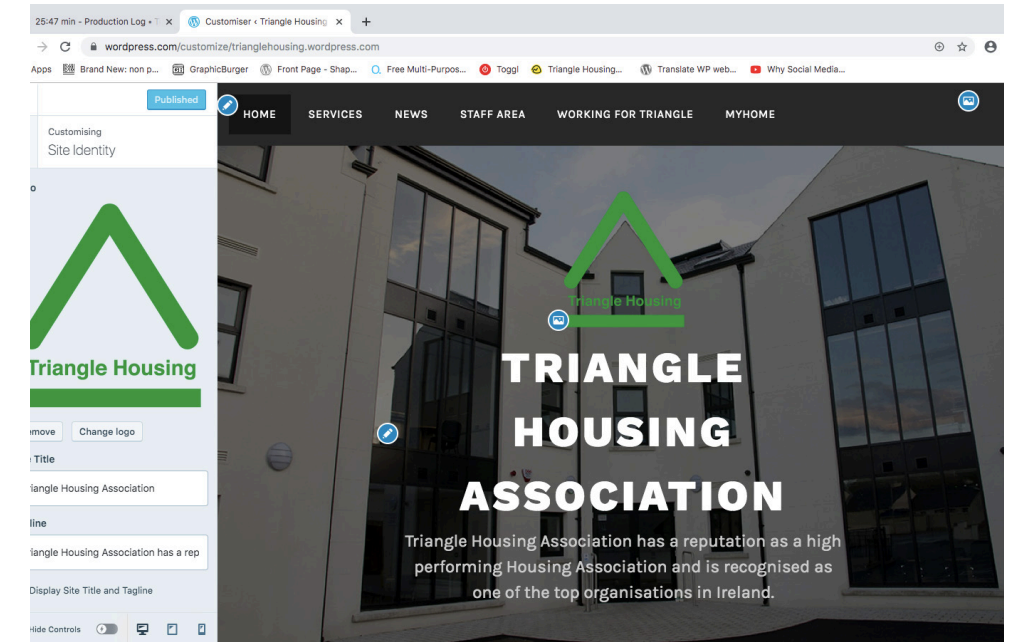 25:47 min - Production Log • T
Customiser ‹ Triangle Housing
wordpress.com/customize/trianglehousing.wordpress.com
Apps Brand New: non p... GraphicBurger Front Page - Shap... Free Multi-Purpos... Toggl Triangle Housing... Translate WP web... Why Social Media...
Published
Customising
Site Identity
o
Triangle Housing
emove Change logo
e Title
riangle Housing Association
line
riangle Housing Association has a rep
Display Site Title and Tagline
Hide Controls
HOME SERVICES NEWS STAFF AREA WORKING FOR TRIANGLE MYHOME
Triangle Housing
TRIANGLE
HOUSING
ASSOCIATION
Triangle Housing Association has a reputation as a high
performing Housing Association and is recognised as
one of the top organisations in Ireland.